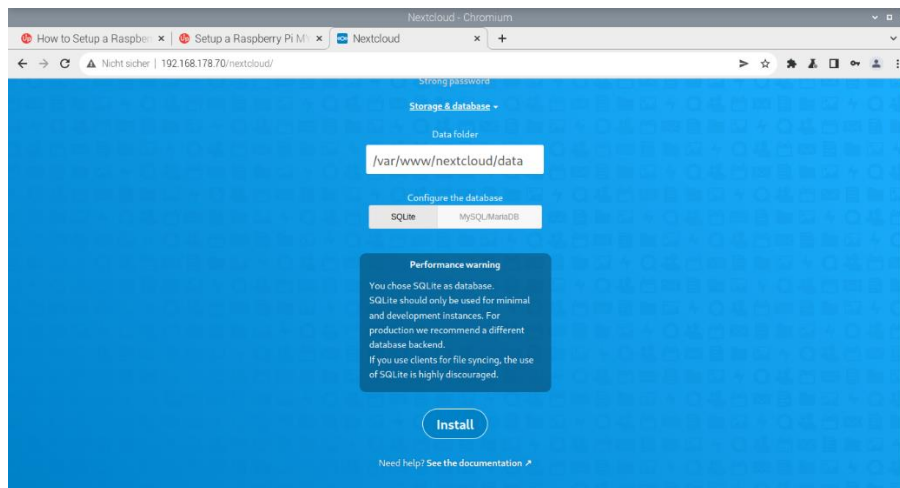 Nextcloud - Chromium
How to Setup a Raspber
Setup a Raspberry Pi MY
Nextcloud
Nicht sicher | 192.168.178.70/nextcloud/
Strong password
Storage & database
Data folder
/var/www/nextcloud/data
Configure the database
SQLite
MySQL/MariaDB
Performance warning
You chose SQLite as database.
SQLite should only be used for minimal
and development instances. For
production we recommend a different
database backend.
If you use clients for file syncing, the use
of SQLite is highly discouraged.
Install
Need help? See the documentation ↗